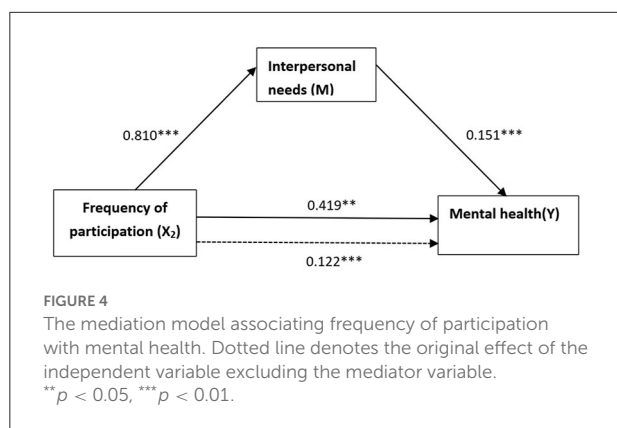 Interpersonal
needs (M)
0.810***
0.151***
Frequency of
participation (X₂)
0.419**
Mental health(Y)
0.122***
FIGURE 4
The mediation model associating frequency of participation
with mental health. Dotted line denotes the original effect of the
independent variable excluding the mediator variable.
**p < 0.05, ***p < 0.01.